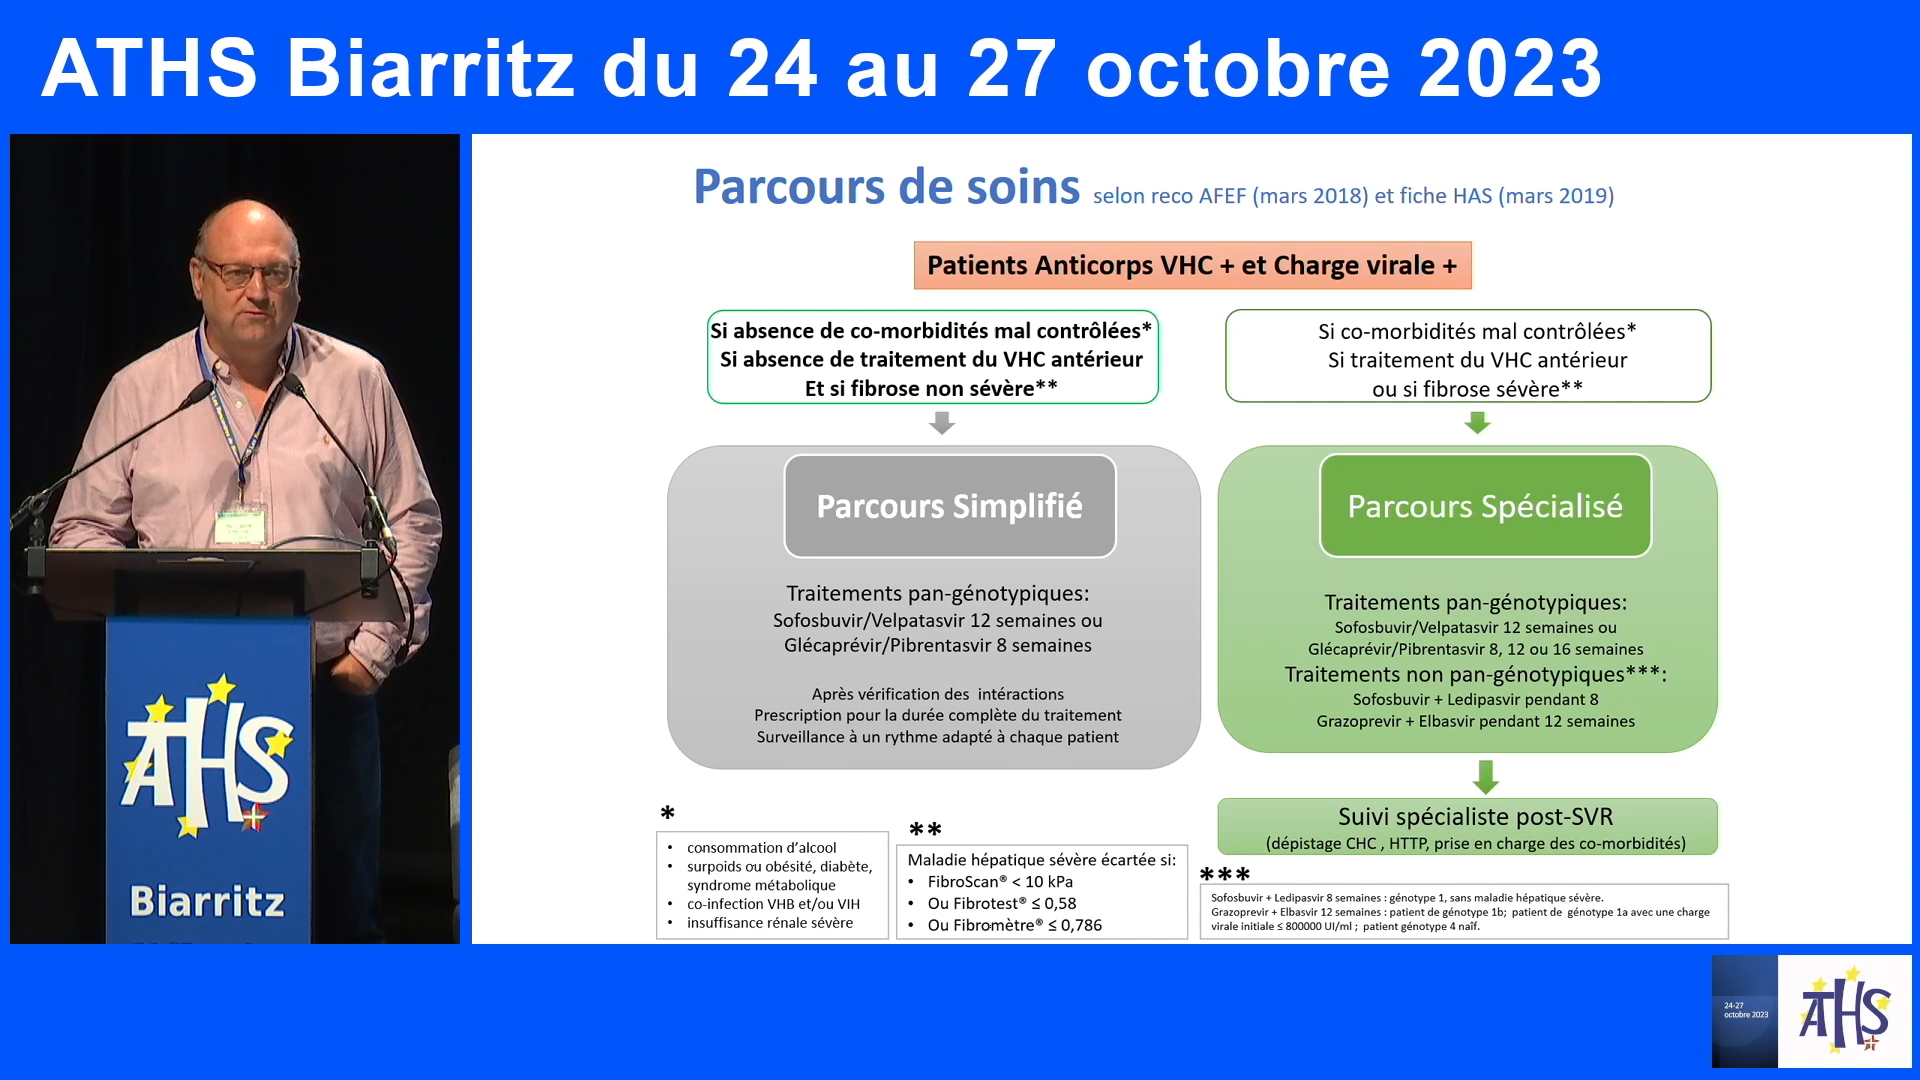 ATHS Biarritz du 24 au 27 octobre 2023
ATHS
Biarritz
Parcours de soins selon reco AFEF (mars 2018) et fiche HAS (mars 2019)
Patients Anticorps VHC + et Charge virale +
Si absence de co-morbidités mal contrôlées*
Si absence de traitement du VHC antérieur
Et si fibrose non sévère**
Parcours Simplifié
Traitements pan-génotypiques:
Sofosbuvir/Velpatasvir 12 semaines ou
Glécaprévir/Pibrentasvir 8 semaines
Après vérification des  intéractions
Prescription pour la durée complète du traitement
Surveillance à un rythme adapté à chaque patient
Si co-morbidités mal contrôlées*
Si traitement du VHC antérieur
ou si fibrose sévère**
Parcours Spécialisé
Traitements pan-génotypiques:
Sofosbuvir/Velpatasvir 12 semaines ou
Glécaprévir/Pibrentasvir 8, 12 ou 16 semaines
Traitements non pan-génotypiques***:
Sofosbuvir + Ledipasvir pendant 8
Grazoprevir + Elbasvir pendant 12 semaines
Suivi spécialiste post-SVR
(dépistage CHC , HTTP, prise en charge des co-morbidités)
*
• consommation d'alcool
• surpoids ou obésité, diabète,
syndrome métabolique
• co-infection VHB et/ou VIH
• insuffisance rénale sévère
**
Maladie hépatique sévère écartée si:
• FibroScan® < 10 kPa
• Ou Fibrotest® ≤ 0,58
• Ou Fibromètre® ≤ 0,786
***
Sofosbuvir + Ledipasvir 8 semaines : génotype 1, sans maladie hépatique sévère.
Grazoprevir + Elbasvir 12 semaines : patient de génotype 1b;  patient de  génotype 1a avec une charge
virale initiale ≤ 800000 UI/ml ;  patient génotype 4 naïf.
24-27
octobre 2023
ATHS